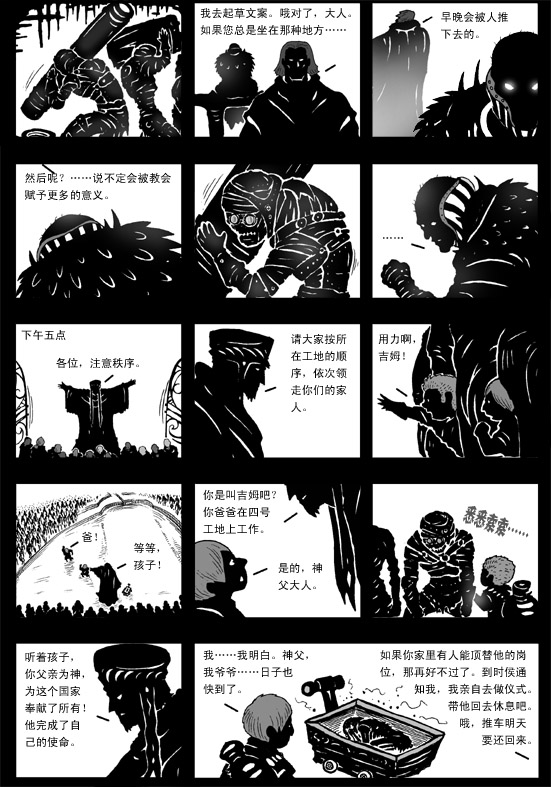 我去起草文案。哦对了，大人。
如果您总是坐在那种地方……
早晚会被人推
下去的。
然后呢？……说不定会被教会
赋予更多的意义。
……
下午五点
各位，注意秩序。
请大家按所
在工地的顺
序，依次领
走你们的家
人。
用力啊，
吉姆！
爸！
等等，
孩子！
你是叫吉姆吧？
你爸爸在四号
工地上工作。
是的，神
父大人。
悉悉索索……
听着孩子，
你父亲为神，
为这个国家
奉献了所有！
他完成了自
己的使命。
我……我明白。神父，
我爷爷……日子也
快到了。
如果你家里有人能顶替他的岗
位，那再好不过了。到时侯通
知我，我亲自去做仪式。
带他回去休息吧。
哦，推车明天
要还回来。